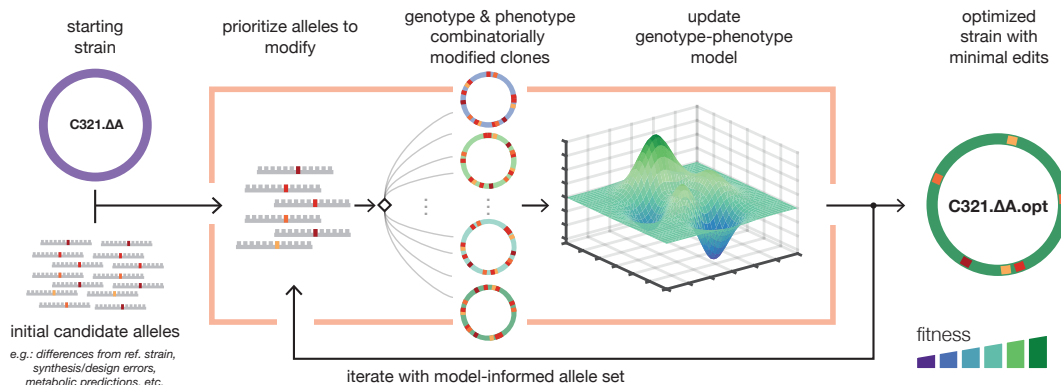 starting
strain
prioritize alleles to
modify
genotype & phenotype
combinatorially
modified clones
update
genotype-phenotype
model
optimized
strain with
minimal edits
C321.ΔA
C321.ΔA.opt
initial candidate alleles
e.g.: differences from ref. strain,
synthesis/design errors,
metabolic predictions, etc.
fitness
iterate with model-informed allele set